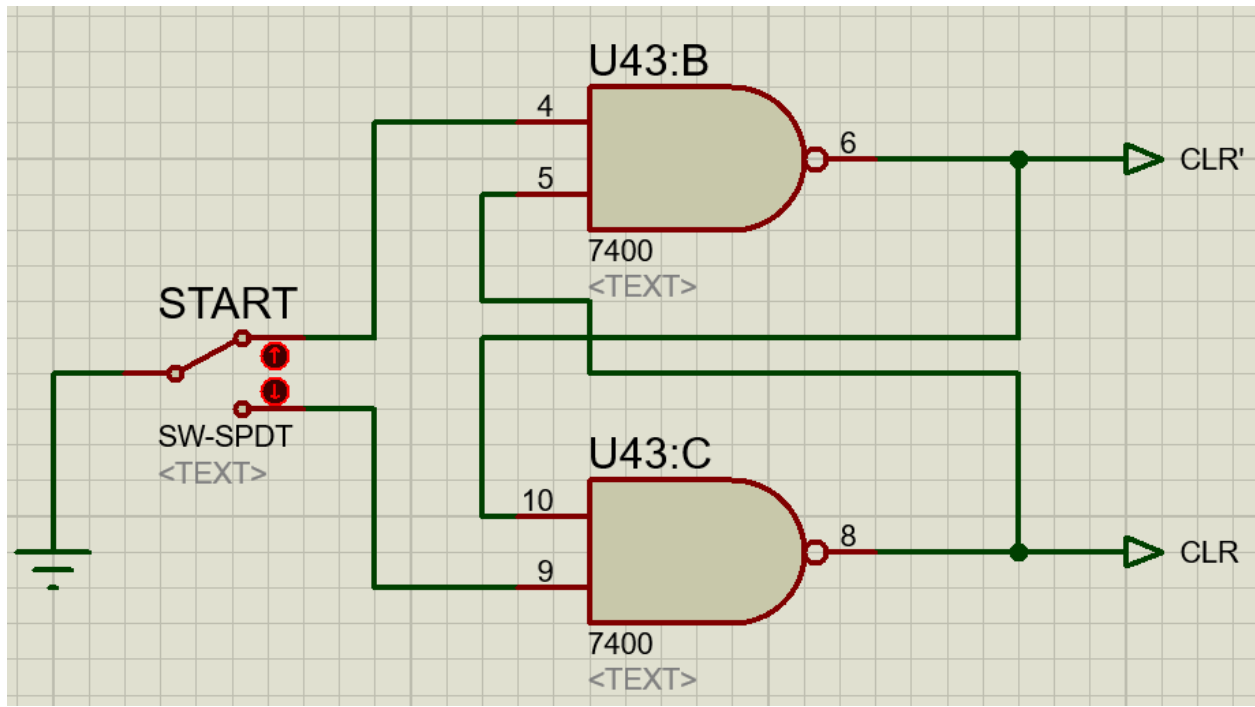 U43:B
4
5
6
CLR'
7400
<TEXT>
START
SW-SPDT
<TEXT>
U43:C
10
9
8
CLR
7400
<TEXT>